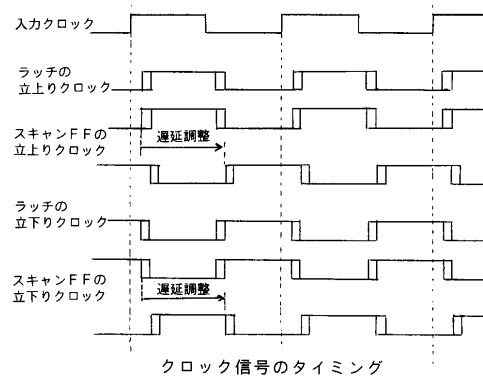 入力クロック
ラッチの
立上りクロック
スキャンＦＦの
立上りクロック
遅延調整
ラッチの
立下りクロック
スキャンＦＦの
立下りクロック
遅延調整
クロック信号のタイミング